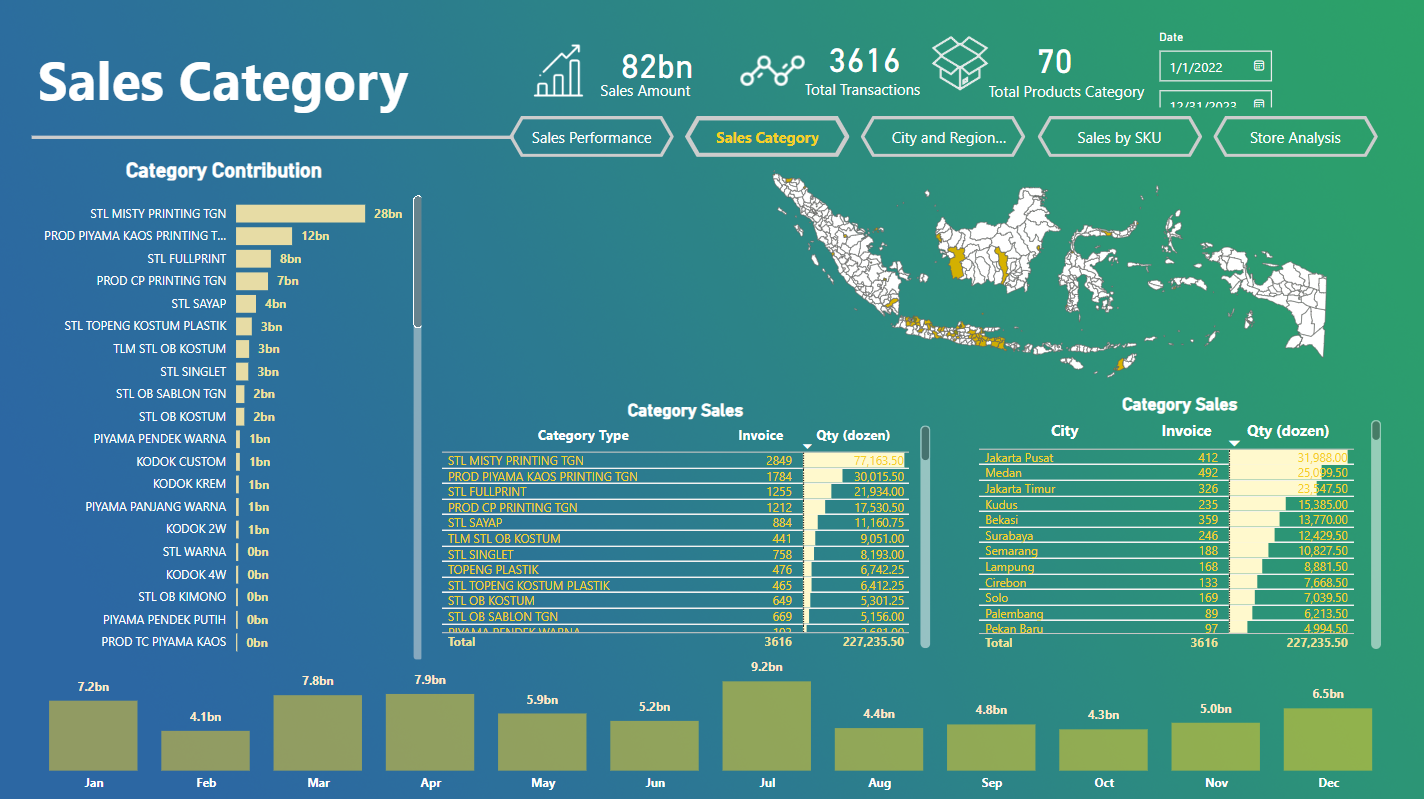 Sales Category
82bn
Sales Amount
3616
Total Transactions
70
Total Products Category
Date
1/1/2022
12/31/2023
Sales Performance
Sales Category
City and Region...
Sales by SKU
Store Analysis
Category Contribution
STL MISTY PRINTING TGN 28bn
PROD PIYAMA KAOS PRINTING T... 12bn
STL FULLPRINT 8bn
PROD CP PRINTING TGN 7bn
STL SAYAP 4bn
STL TOPENG KOSTUM PLASTIK 3bn
TLM STL OB KOSTUM 3bn
STL SINGLET 3bn
STL OB SABLON TGN 2bn
STL OB KOSTUM 2bn
PIYAMA PENDEK WARNA 1bn
KODOK CUSTOM 1bn
KODOK KREM 1bn
PIYAMA PANJANG WARNA 1bn
KODOK 2W 1bn
STL WARNA 0bn
KODOK 4W 0bn
STL OB KIMONO 0bn
PIYAMA PENDEK PUTIH 0bn
PROD TC PIYAMA KAOS 0bn
Category Sales
Category Type Invoice Qty (dozen)
STL MISTY PRINTING TGN 2849 77,163.50
PROD PIYAMA KAOS PRINTING TGN 1784 30,015.50
STL FULLPRINT 1255 21,934.00
PROD CP PRINTING TGN 1212 17,530.50
STL SAYAP 884 11,160.75
TLM STL OB KOSTUM 441 9,051.00
STL SINGLET 758 8,193.00
TOPENG PLASTIK 476 6,742.25
STL TOPENG KOSTUM PLASTIK 465 6,412.25
STL OB KOSTUM 649 5,301.25
STL OB SABLON TGN 669 5,156.00
PIYAMA PENDEK WARNA
Total 3616 227,235.50
Category Sales
City Invoice Qty (dozen)
Jakarta Pusat 412 31,988.00
Medan 492 25,099.50
Jakarta Timur 326 23,547.50
Kudus 235 15,385.00
Bekasi 359 13,770.00
Surabaya 246 12,429.50
Semarang 188 10,827.50
Lampung 168 8,881.50
Cirebon 133 7,668.50
Solo 169 7,039.50
Palembang 89 6,213.50
Pekan Baru 97 4,994.50
Total 3616 227,235.50
7.2bn 4.1bn 7.8bn 7.9bn 5.9bn 5.2bn 9.2bn 4.4bn 4.8bn 4.3bn 5.0bn 6.5bn
Jan Feb Mar Apr May Jun Jul Aug Sep Oct Nov Dec